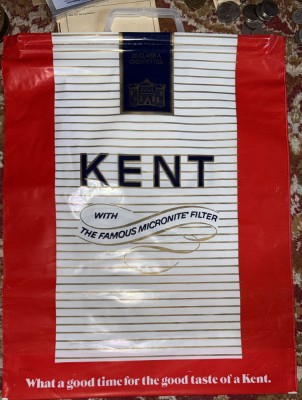 KENT
WITH
THE FAMOUS MICRONITE FILTER
What a good time for the good taste of a Kent.